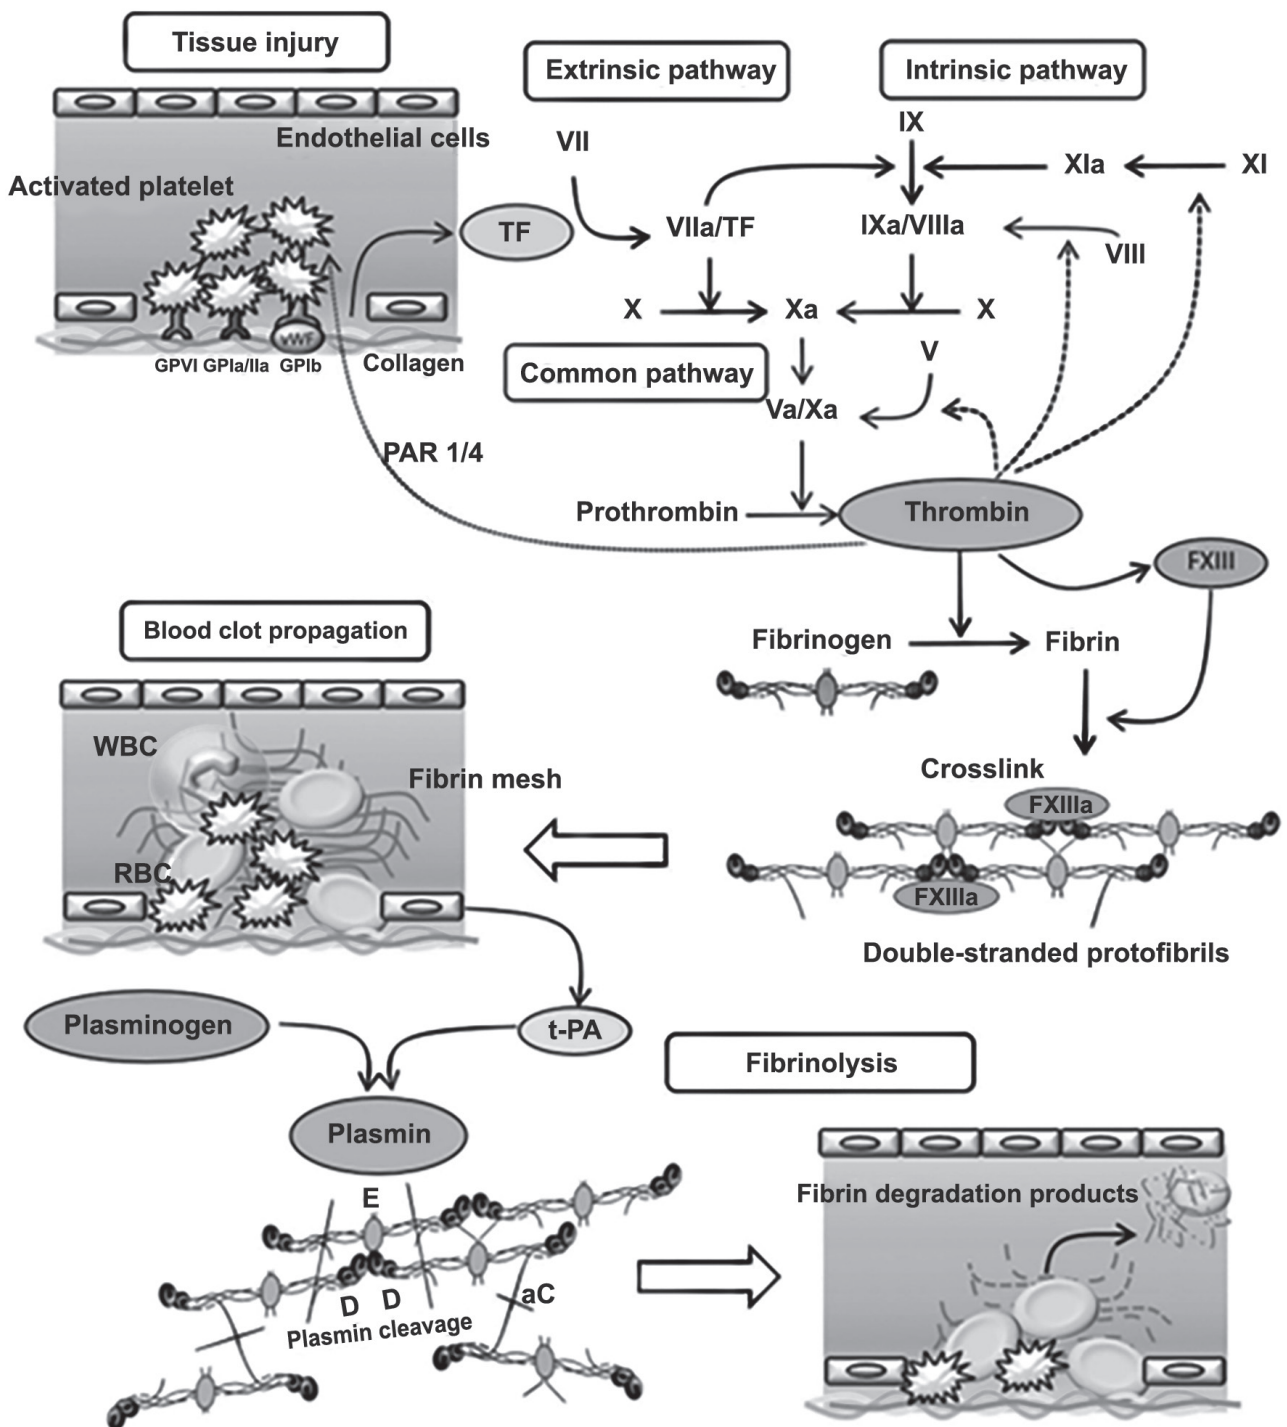 Tissue injury
Extrinsic pathway
Intrinsic pathway
Endothelial cells
Activated platelet
VII
IX
XIa
XI
TF
VIIa/TF
IXa/VIIIa
VIII
X
Xa
X
vWF
GPVI
GPIa/IIa
GPIb
Collagen
Common pathway
V
Va/Xa
PAR 1/4
Prothrombin
Thrombin
FXIII
Blood clot propagation
Fibrinogen
Fibrin
WBC
Fibrin mesh
RBC
Crosslink
FXIIIa
FXIIIa
Double-stranded protofibrils
Plasminogen
t-PA
Fibrinolysis
Plasmin
E
D
D
aC
Plasmin cleavage
Fibrin degradation products